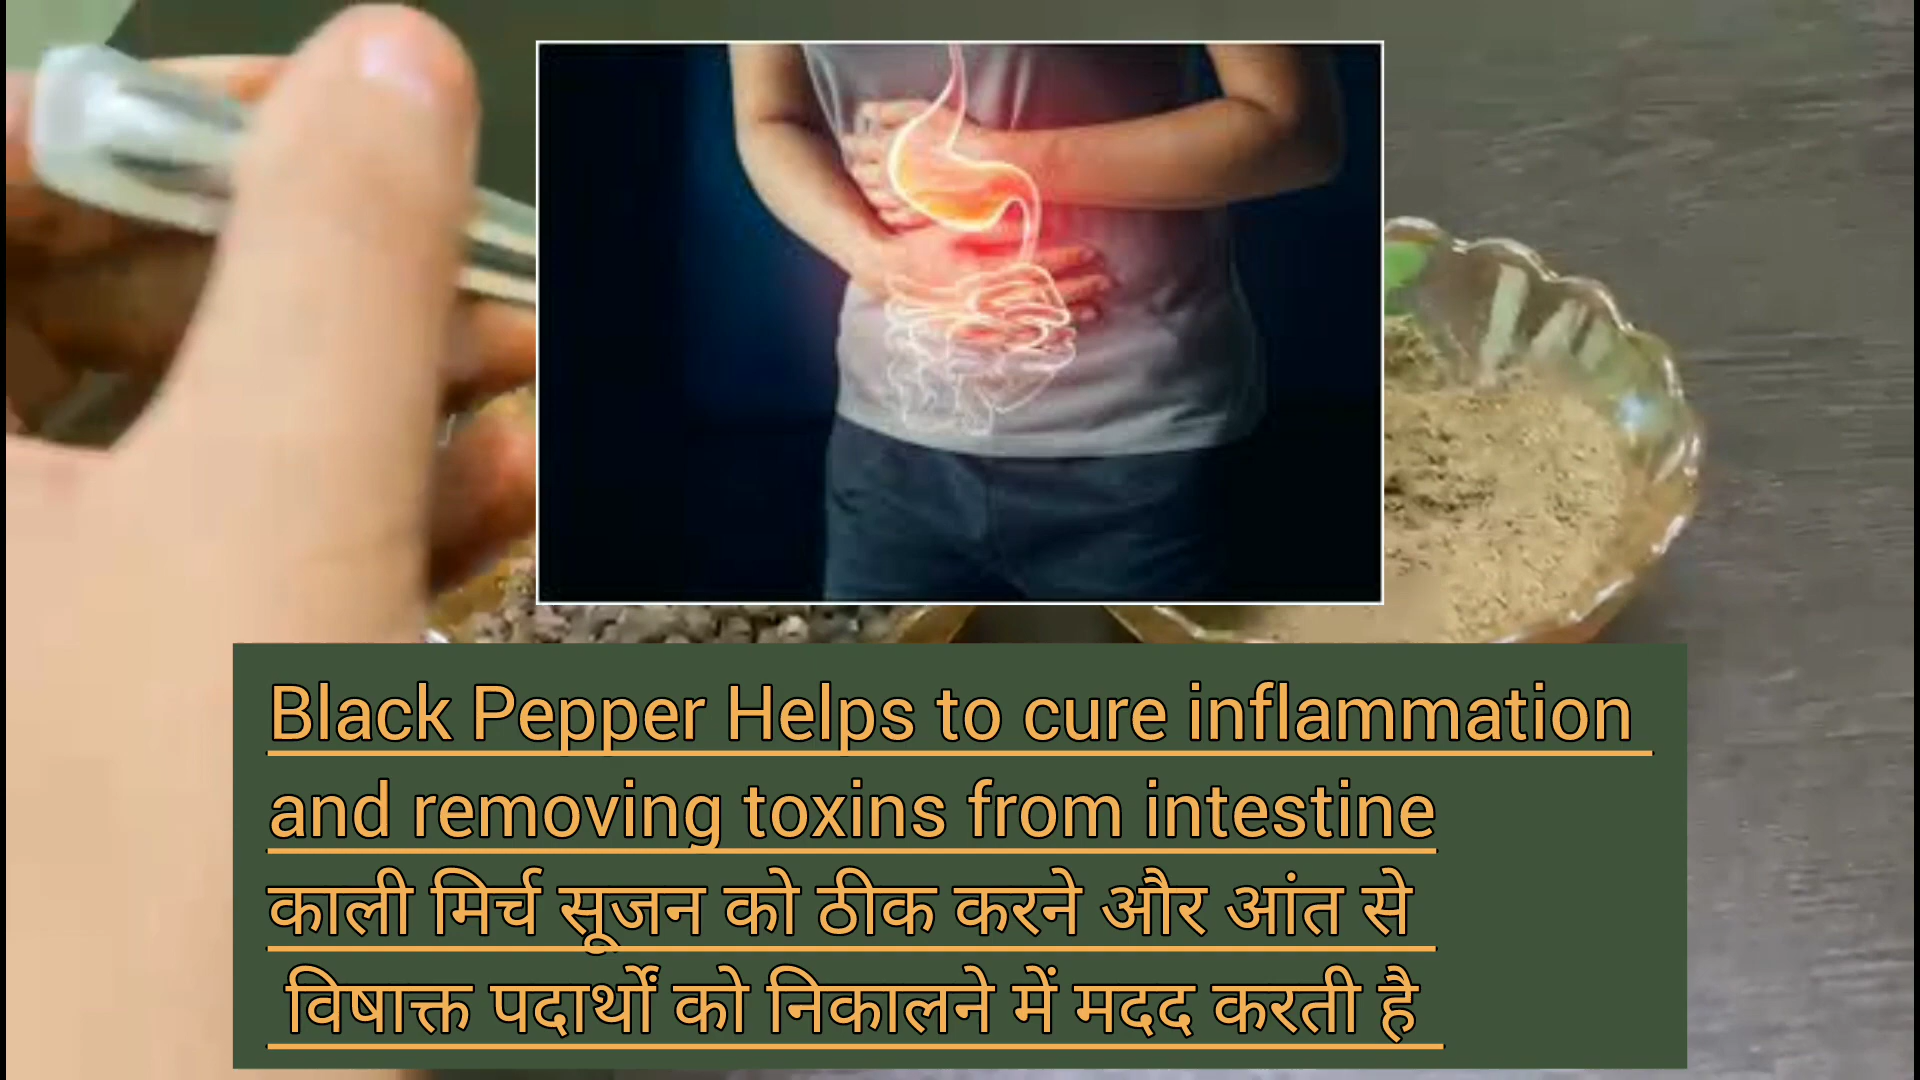 Black Pepper Helps to cure inflammation
and removing toxins from intestine
काली मिर्च सूजन को ठीक करने और आंत से
विषाक्त पदार्थों को निकालने में मदद करती है